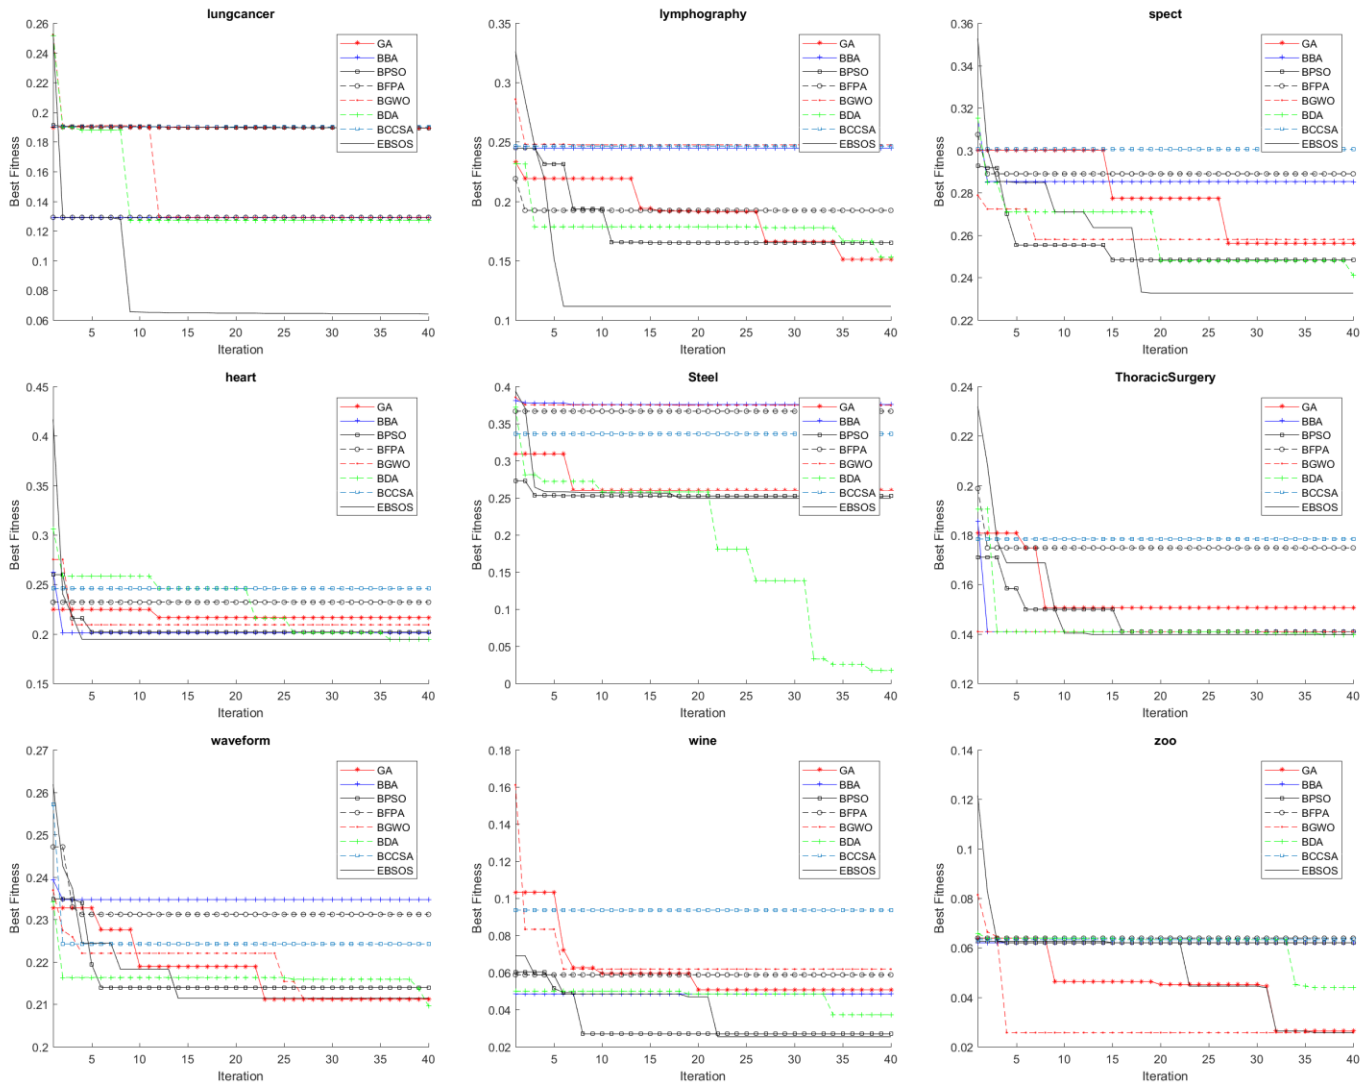 lungcancer
0.26
0.24
0.22
0.2
0.18
0.16
0.14
0.12
0.1
0.08
0.06
Best Fitness
5 10 15 20 25 30 35 40
Iteration
GA
BBA
BPSO
BFPA
BGWO
BDA
BCCSA
EBSOS
lymphography
0.35
0.3
0.25
0.2
0.15
0.1
Best Fitness
5 10 15 20 25 30 35 40
Iteration
GA
BBA
BPSO
BFPA
BGWO
BDA
BCCSA
EBSOS
spect
0.36
0.34
0.32
0.3
0.28
0.26
0.24
0.22
Best Fitness
5 10 15 20 25 30 35 40
Iteration
GA
BBA
BPSO
BFPA
BGWO
BDA
BCCSA
EBSOS
heart
0.45
0.4
0.35
0.3
0.25
0.2
0.15
Best Fitness
5 10 15 20 25 30 35 40
Iteration
GA
BBA
BPSO
BFPA
BGWO
BDA
BCCSA
EBSOS
Steel
0.4
0.35
0.3
0.25
0.2
0.15
0.1
0.05
0
Best Fitness
5 10 15 20 25 30 35 40
Iteration
GA
BBA
BPSO
BFPA
BGWO
BDA
BCCSA
EBSOS
ThoracicSurgery
0.24
0.22
0.2
0.18
0.16
0.14
0.12
Best Fitness
5 10 15 20 25 30 35 40
Iteration
GA
BBA
BPSO
BFPA
BGWO
BDA
BCCSA
EBSOS
waveform
0.27
0.26
0.25
0.24
0.23
0.22
0.21
0.2
Best Fitness
5 10 15 20 25 30 35 40
Iteration
GA
BBA
BPSO
BFPA
BGWO
BDA
BCCSA
EBSOS
wine
0.18
0.16
0.14
0.12
0.1
0.08
0.06
0.04
0.02
Best Fitness
5 10 15 20 25 30 35 40
Iteration
GA
BBA
BPSO
BFPA
BGWO
BDA
BCCSA
EBSOS
zoo
0.14
0.12
0.1
0.08
0.06
0.04
0.02
Best Fitness
5 10 15 20 25 30 35 40
Iteration
GA
BBA
BPSO
BFPA
BGWO
BDA
BCCSA
EBSOS